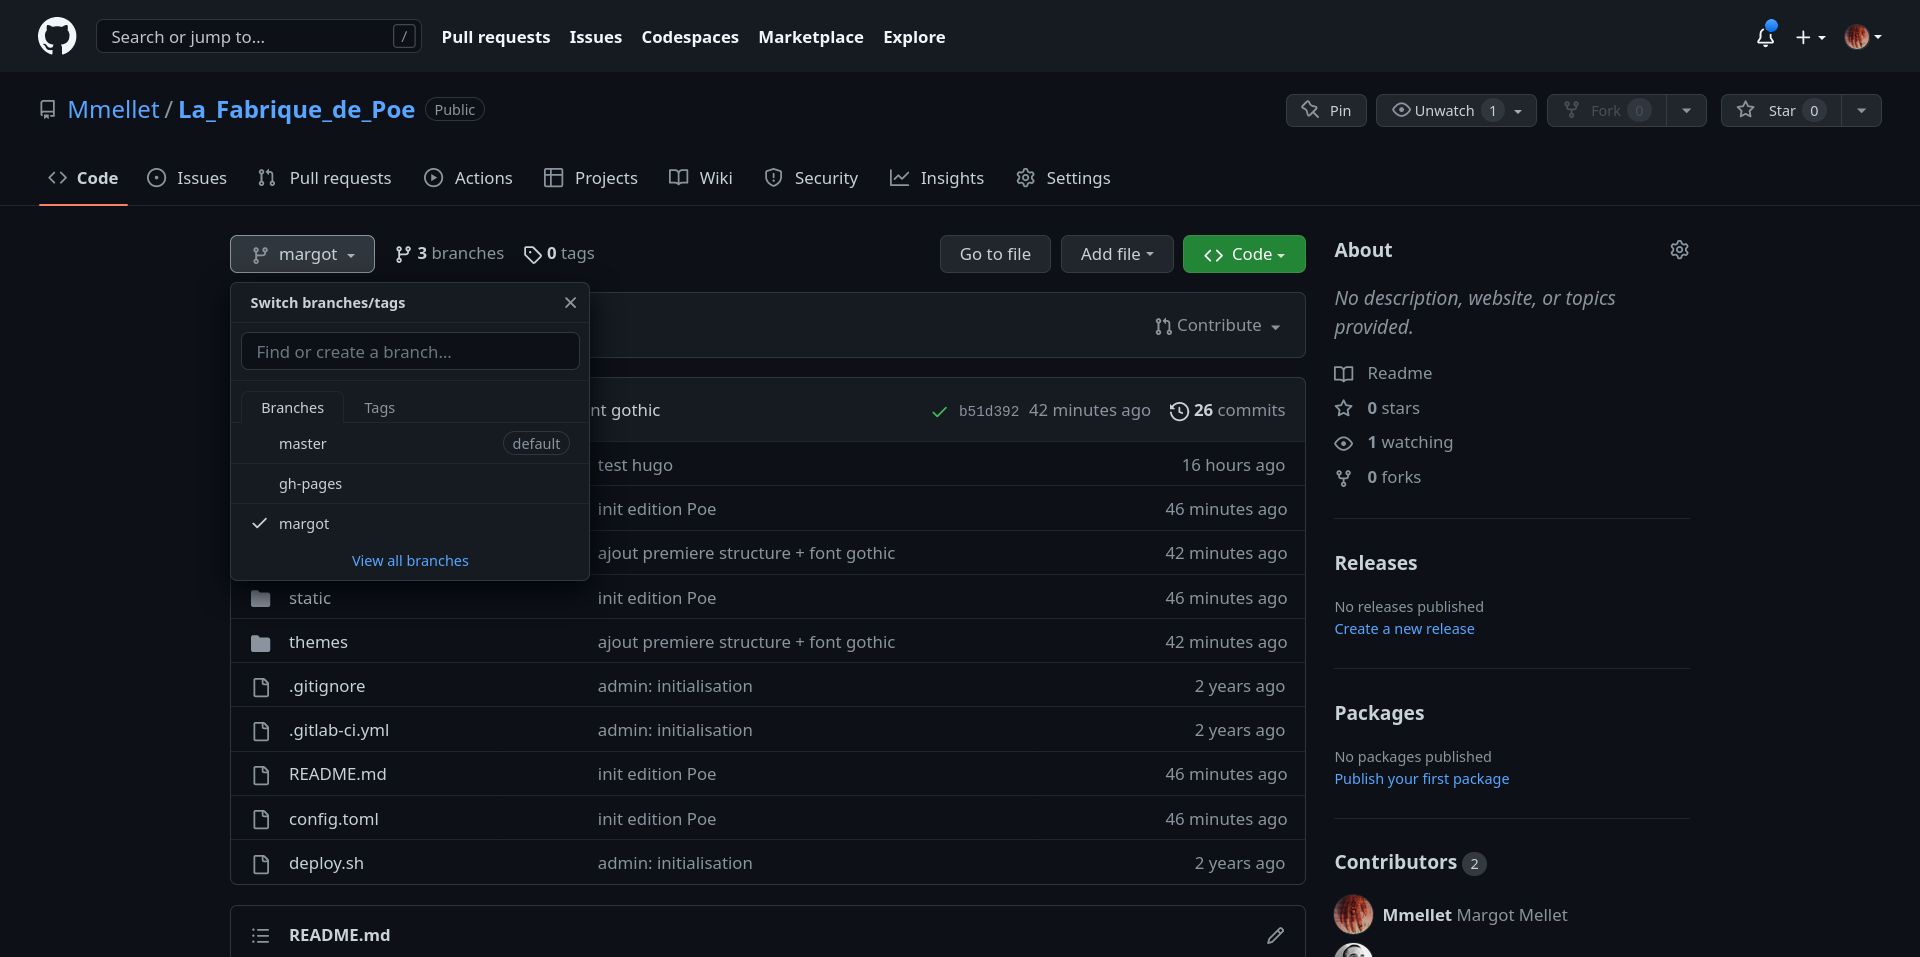 Search or jump to... / Pull requests Issues Codespaces Marketplace Explore
Mmellet / La_Fabrique_de_Poe Public Pin Unwatch 1 Fork 0 Star 0
Code Issues Pull requests Actions Projects Wiki Security Insights Settings
margot 3 branches 0 tags Go to file Add file Code
Switch branches/tags
Find or create a branch...
Branches Tags
master default
gh-pages
margot
View all branches
Contribute
nt gothic b51d392 42 minutes ago 26 commits
test hugo 16 hours ago
init edition Poe 46 minutes ago
ajout premiere structure + font gothic 42 minutes ago
static init edition Poe 46 minutes ago
themes ajout premiere structure + font gothic 42 minutes ago
.gitignore admin: initialisation 2 years ago
.gitlab-ci.yml admin: initialisation 2 years ago
README.md init edition Poe 46 minutes ago
config.toml init edition Poe 46 minutes ago
deploy.sh admin: initialisation 2 years ago
README.md
About
No description, website, or topics
provided.
Readme
0 stars
1 watching
0 forks
Releases
No releases published
Create a new release
Packages
No packages published
Publish your first package
Contributors 2
Mmellet Margot Mellet